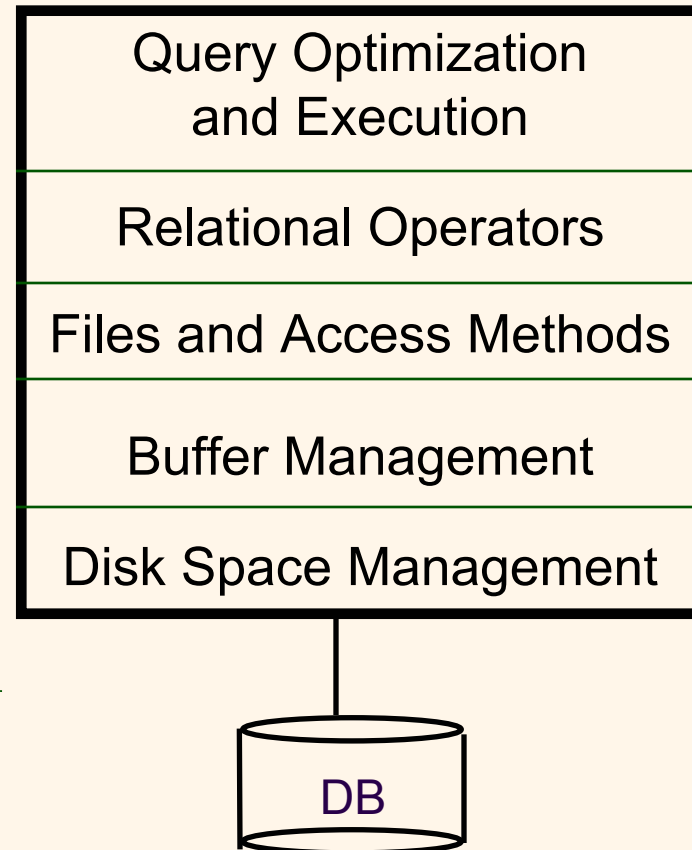 Query Optimization
and Execution
Relational Operators
Files and Access Methods
Buffer Management
Disk Space Management
DB